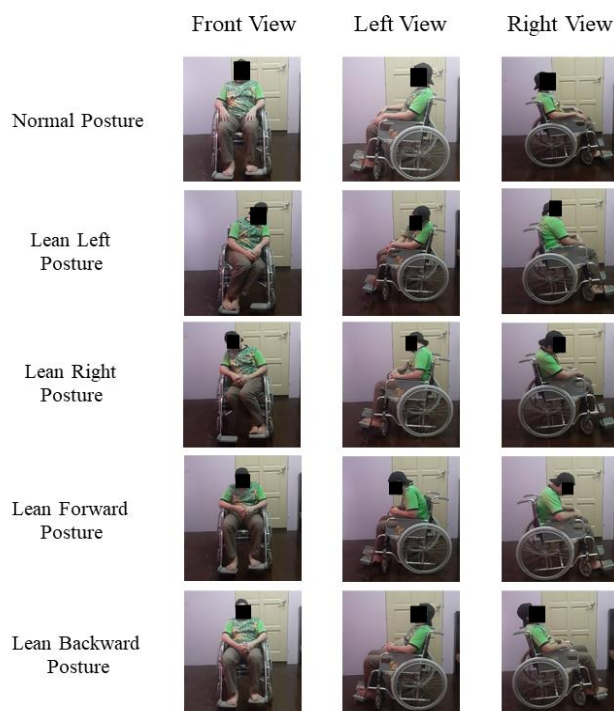 Front View
Left View
Right View
Normal Posture
Lean Left
Posture
Lean Right
Posture
Lean Forward
Posture
Lean Backward
Posture